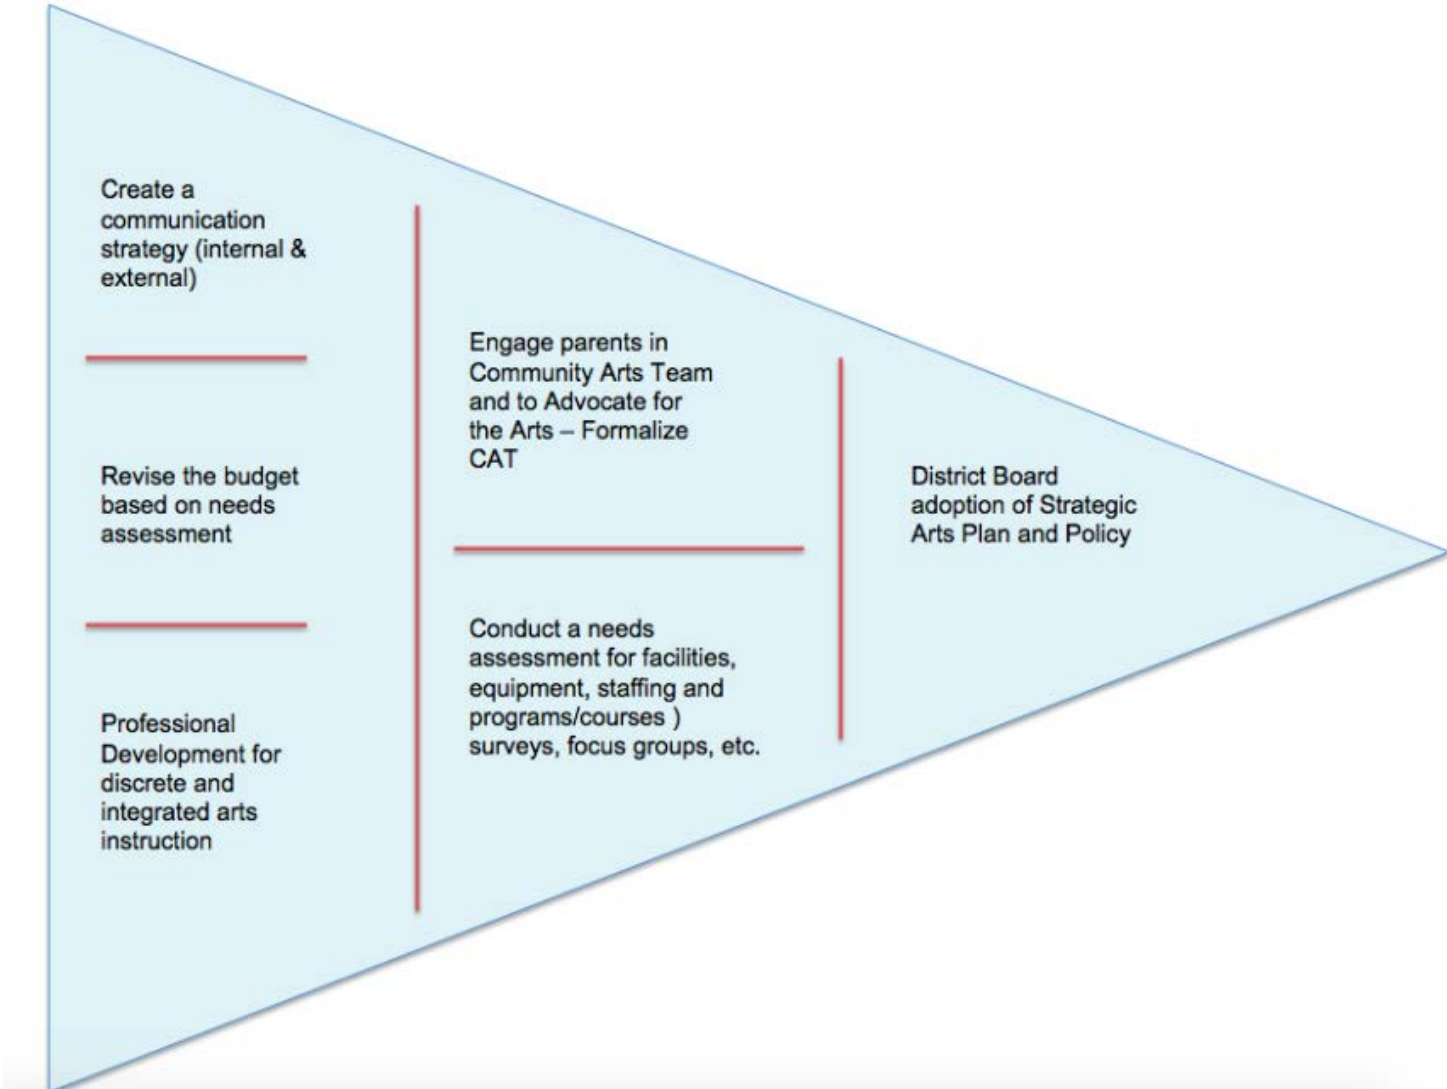 Create a
communication
strategy (internal &
external)
Revise the budget
based on needs
assessment
Professional
Development for
discrete and
integrated arts
instruction
Engage parents in
Community Arts Team
and to Advocate for
the Arts – Formalize
CAT
Conduct a needs
assessment for facilities,
equipment, staffing and
programs/courses )
surveys, focus groups, etc.
District Board
adoption of Strategic
Arts Plan and Policy